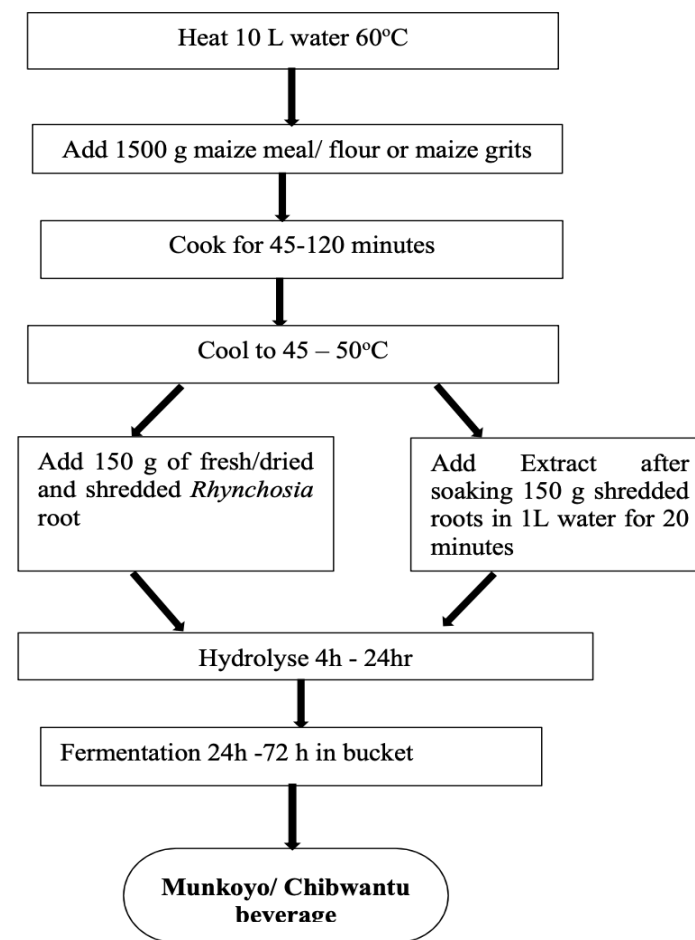 Heat 10 L water 60°C
Add 1500 g maize meal/ flour or maize grits
Cook for 45-120 minutes
Cool to 45 – 50°C
Add 150 g of fresh/dried
and shredded Rhynchosia
root
Add Extract after
soaking 150 g shredded
roots in 1L water for 20
minutes
Hydrolyse 4h - 24hr
Fermentation 24h -72 h in bucket
Munkoyo/ Chibwantu
beverage